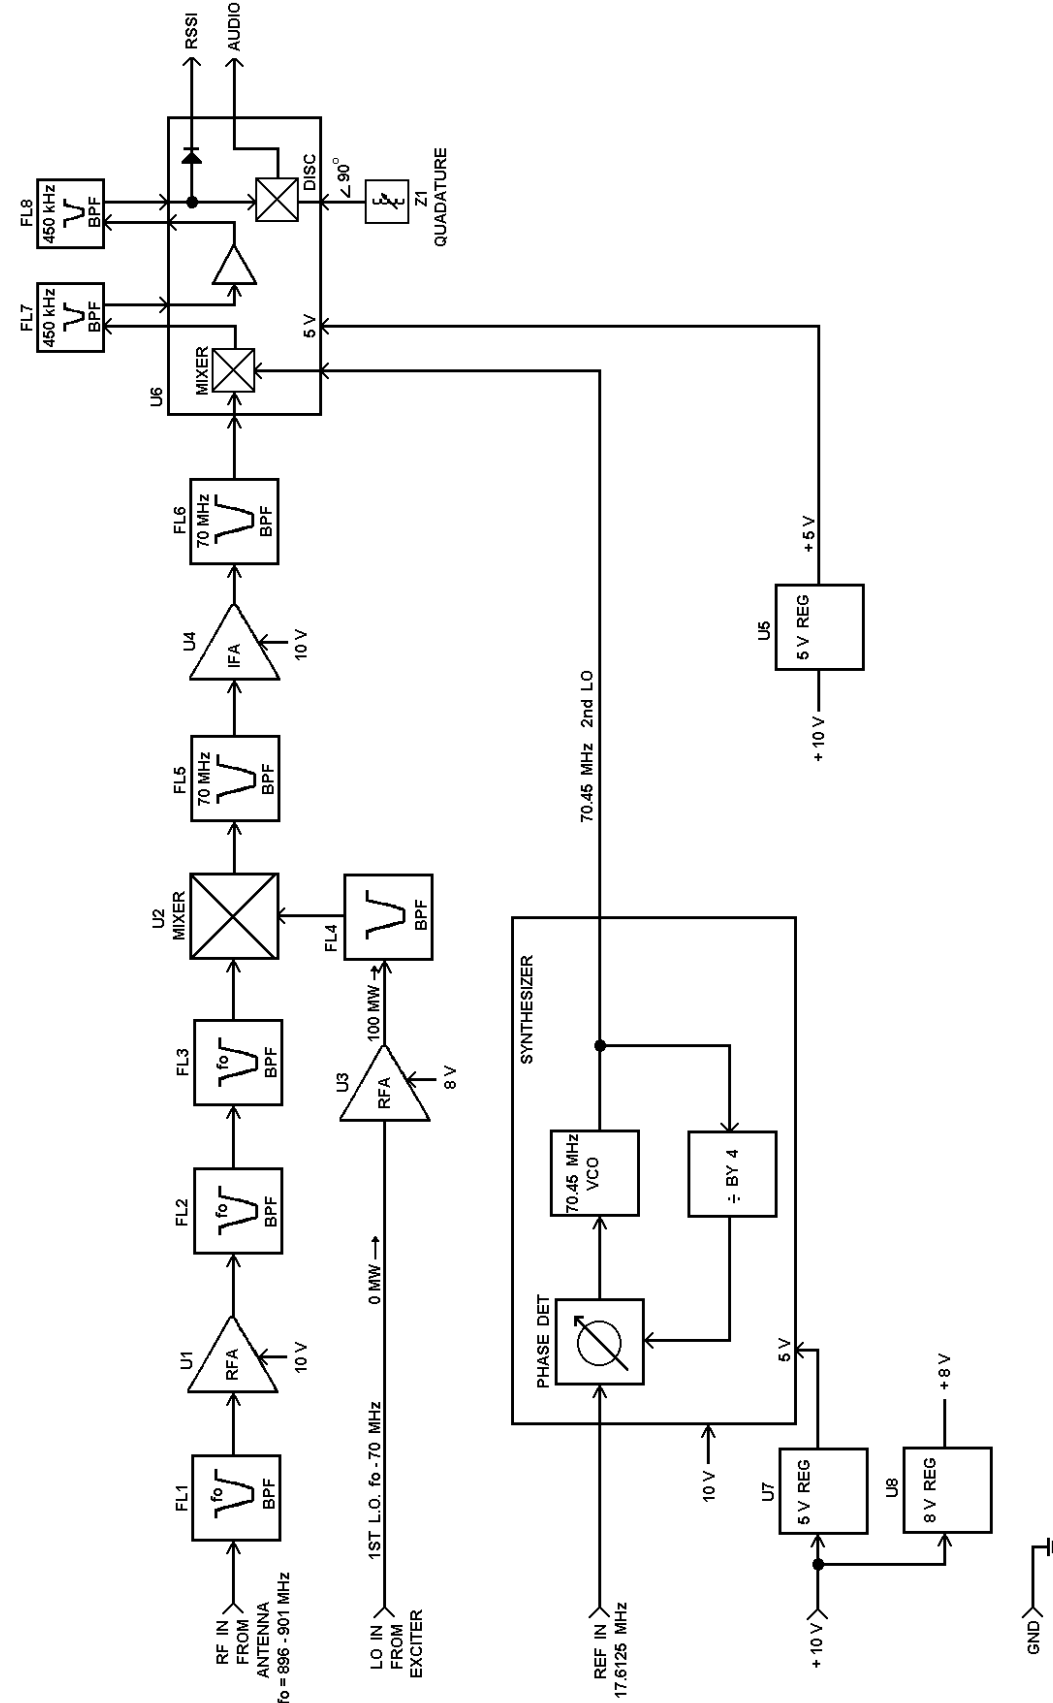 RF IN
FROM
ANTENNA
fo = 896 - 901 MHz
FL1
fo
BPF
U1
RFA
10 V
FL2
fo
BPF
FL3
fo
BPF
U2
MIXER
FL5
70 MHz
BPF
U4
IFA
10 V
FL6
70 MHz
BPF
U6
MIXER
5 V
DISC
FL7
450 kHz
BPF
FL8
450 kHz
BPF
RSSI
AUDIO
∠ 90°
Z1
QUADATURE
LO IN
FROM
EXCITER
1ST L.O. fo - 70 MHz
0 MW
U3
RFA
8 V
100 MW
FL4
BPF
REF IN
17.6125 MHz
10 V
PHASE DET
SYNTHESIZER
70.45 MHz
VCO
÷ BY 4
5 V
70.45 MHz 2nd LO
+ 10 V
U5
5 V REG
+ 5 V
+ 10 V
U7
5 V REG
U8
8 V REG
+ 8 V
GND